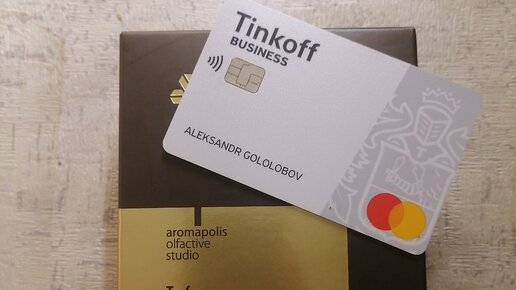 Tinkoff
BUSINESS
ALEKSANDR GOLOLOBOV
aromapolis
olfactive
studio